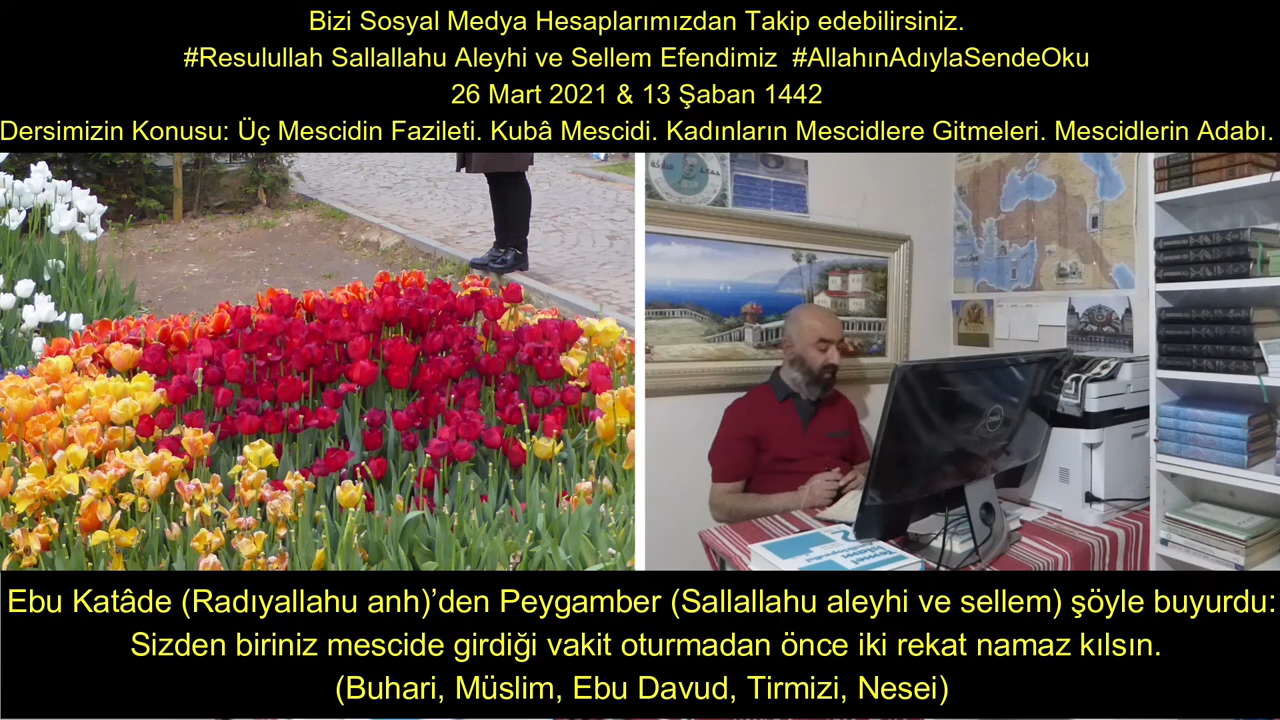 Bizi Sosyal Medya Hesaplarımızdan Takip edebilirsiniz.
#Resulullah Sallallahu Aleyhi ve Sellem Efendimiz #AllahınAdıylaSendeOku
26 Mart 2021 & 13 Şaban 1442
Dersimizin Konusu: Üç Mescidin Fazileti. Kubâ Mescidi. Kadınların Mescidlere Gitmeleri. Mescidlerin Adabı.
DELL
Temel
İslam
Ebu Katâde (Radıyallahu anh)’den Peygamber (Sallallahu aleyhi ve sellem) şöyle buyurdu:
Sizden biriniz mescide girdiği vakit oturmadan önce iki rekat namaz kılsın.
(Buhari, Müslim, Ebu Davud, Tirmizi, Nesei)